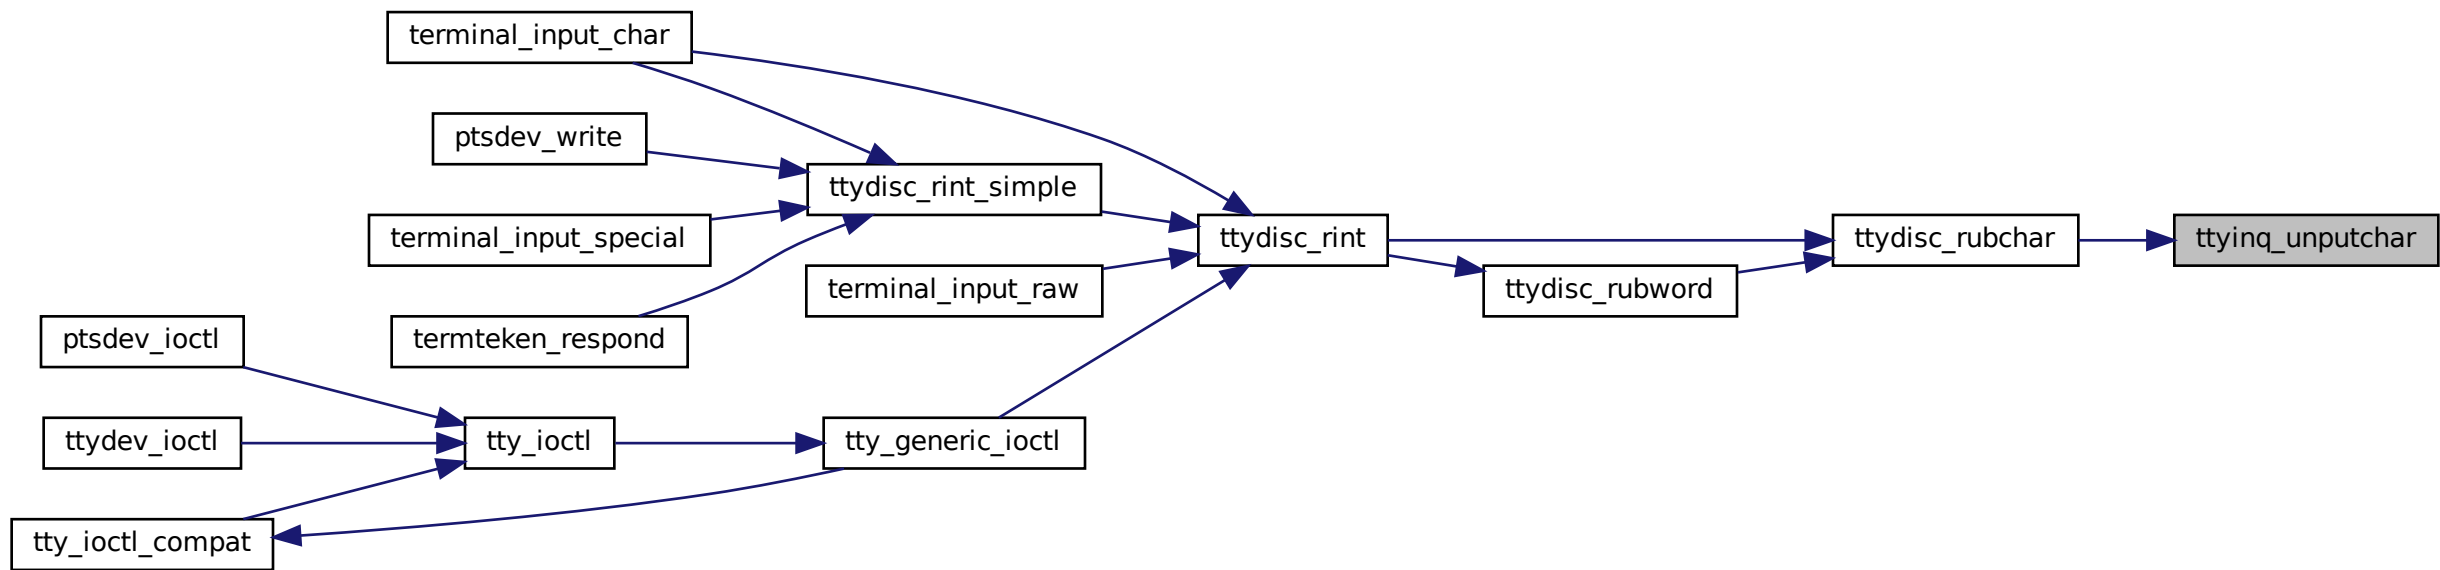 terminal_input_char
ptsdev_write
ttydisc_rint_simple
terminal_input_special
ttydisc_rint
ttydisc_rubchar
ttyinq_unputchar
terminal_input_raw
ttydisc_rubword
termteken_respond
ptsdev_ioctl
ttydev_ioctl
tty_ioctl
tty_generic_ioctl
tty_ioctl_compat